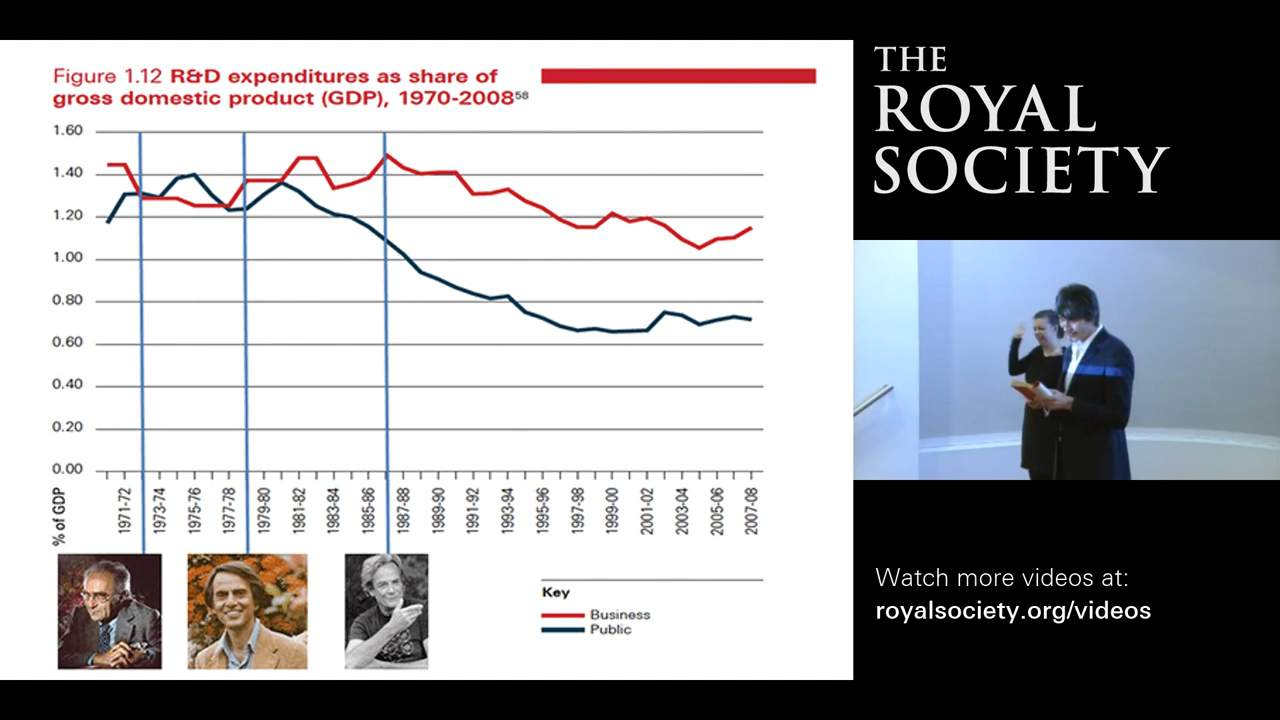 Figure 1.12 R&D expenditures as share of
gross domestic product (GDP), 1970-2008⁵⁸
1.60
1.40
1.20
1.00
0.80
0.60
0.40
0.20
0.00
% of GDP
1971-72
1973-74
1975-76
1977-78
1979-80
1981-82
1983-84
1985-86
1987-88
1989-90
1991-92
1993-94
1995-96
1997-98
1999-00
2001-02
2003-04
2005-06
2007-08
Key
Business
Public
THE
ROYAL
SOCIETY
Watch more videos at:
royalsociety.org/videos